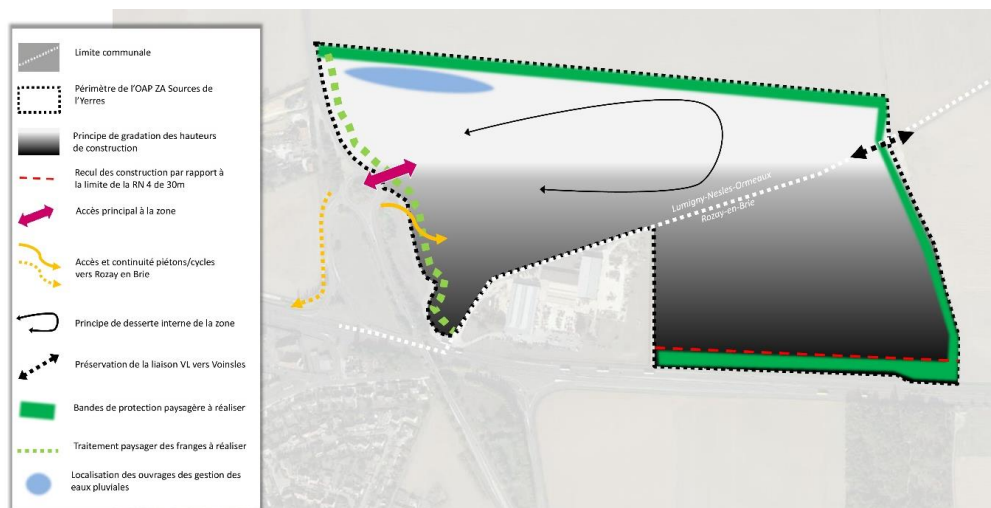 Limite communale
Périmètre de l'OAP ZA Sources de
l'Yerres
Principe de gradation des hauteurs
de construction
Recul des construction par rapport à
la limite de la RN 4 de 30m
Accès principal à la zone
Accès et continuité piétons/cycles
vers Rozay en Brie
Principe de desserte interne de la zone
Préservation de la liaison VL vers Voinsles
Bandes de protection paysagère à réaliser
Traitement paysager des franges à réaliser
Localisation des ouvrages des gestion des
eaux pluviales
Lumigny-Nesles-Ormeaux
Rozay-en-Brie